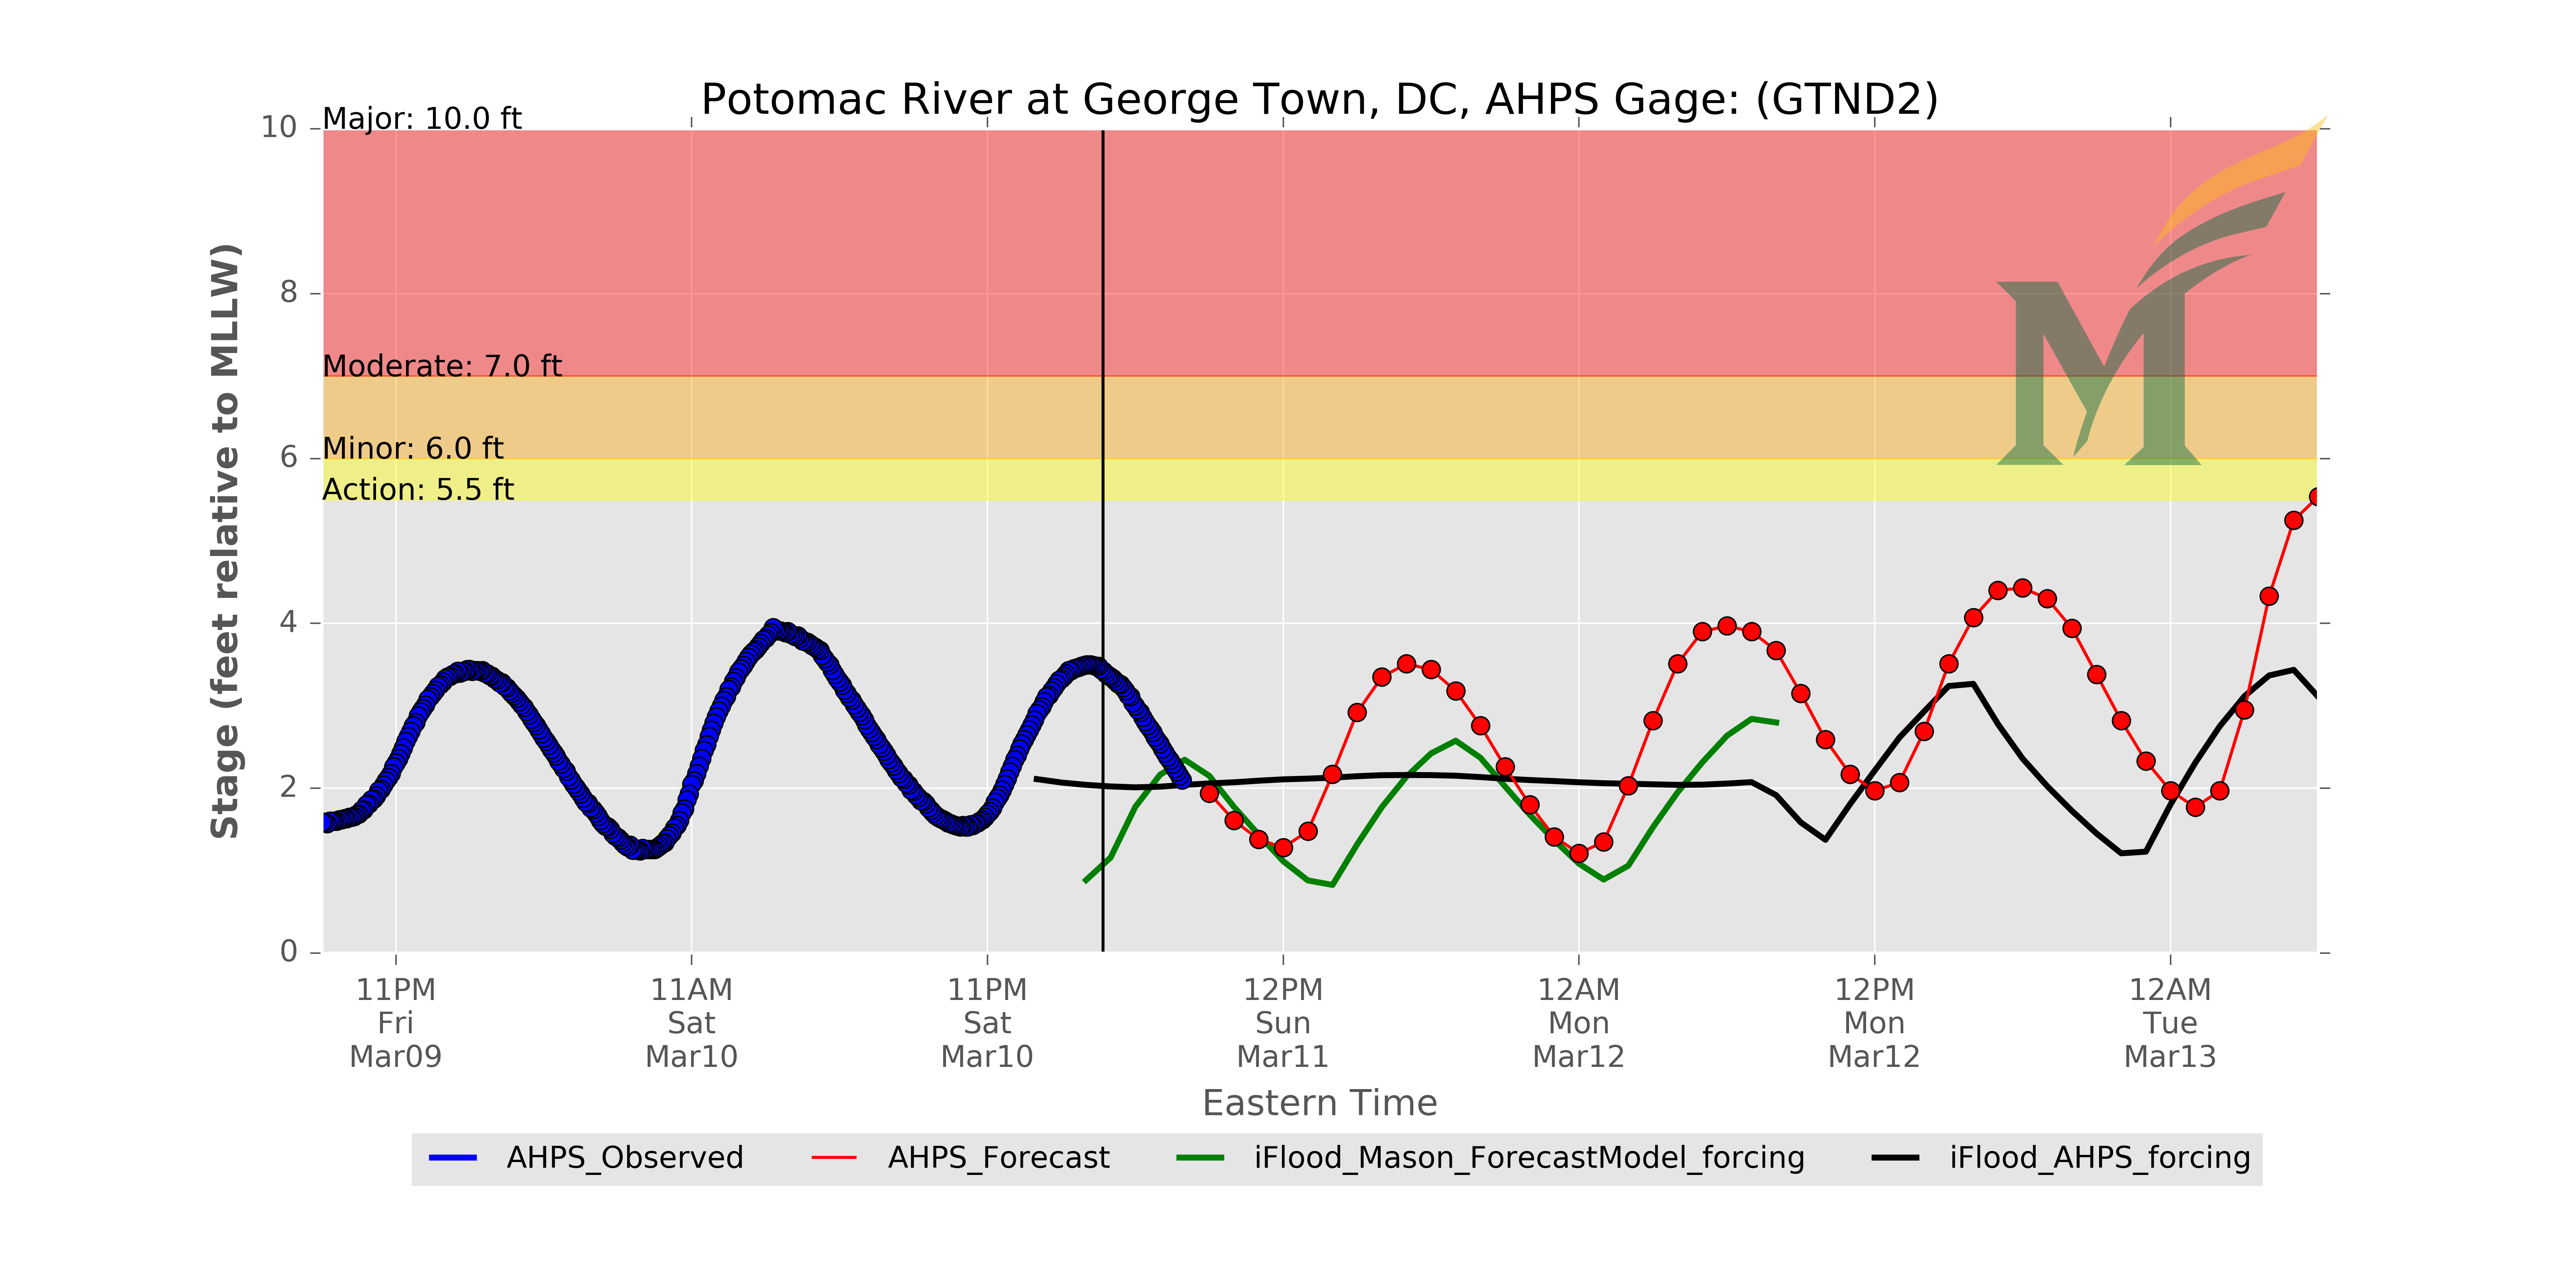 Potomac River at George Town, DC, AHPS Gage: (GTND2)
Major: 10.0 ft
Moderate: 7.0 ft
Minor: 6.0 ft
Action: 5.5 ft
Stage (feet relative to MLLW)
10
8
6
4
2
0
11PM
Fri
Mar09
11AM
Sat
Mar10
11PM
Sat
Mar10
12PM
Sun
Mar11
12AM
Mon
Mar12
12PM
Mon
Mar12
12AM
Tue
Mar13
Eastern Time
AHPS_Observed
AHPS_Forecast
iFlood_Mason_ForecastModel_forcing
iFlood_AHPS_forcing
M